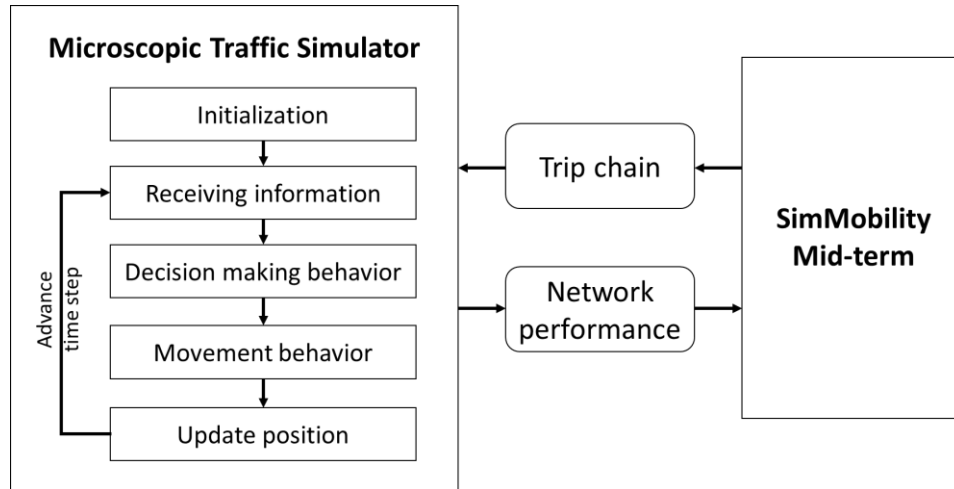 Microscopic Traffic Simulator
Initialization
Receiving information
Decision making behavior
Movement behavior
Update position
Advance
time step
Trip chain
Network
performance
SimMobility
Mid-term